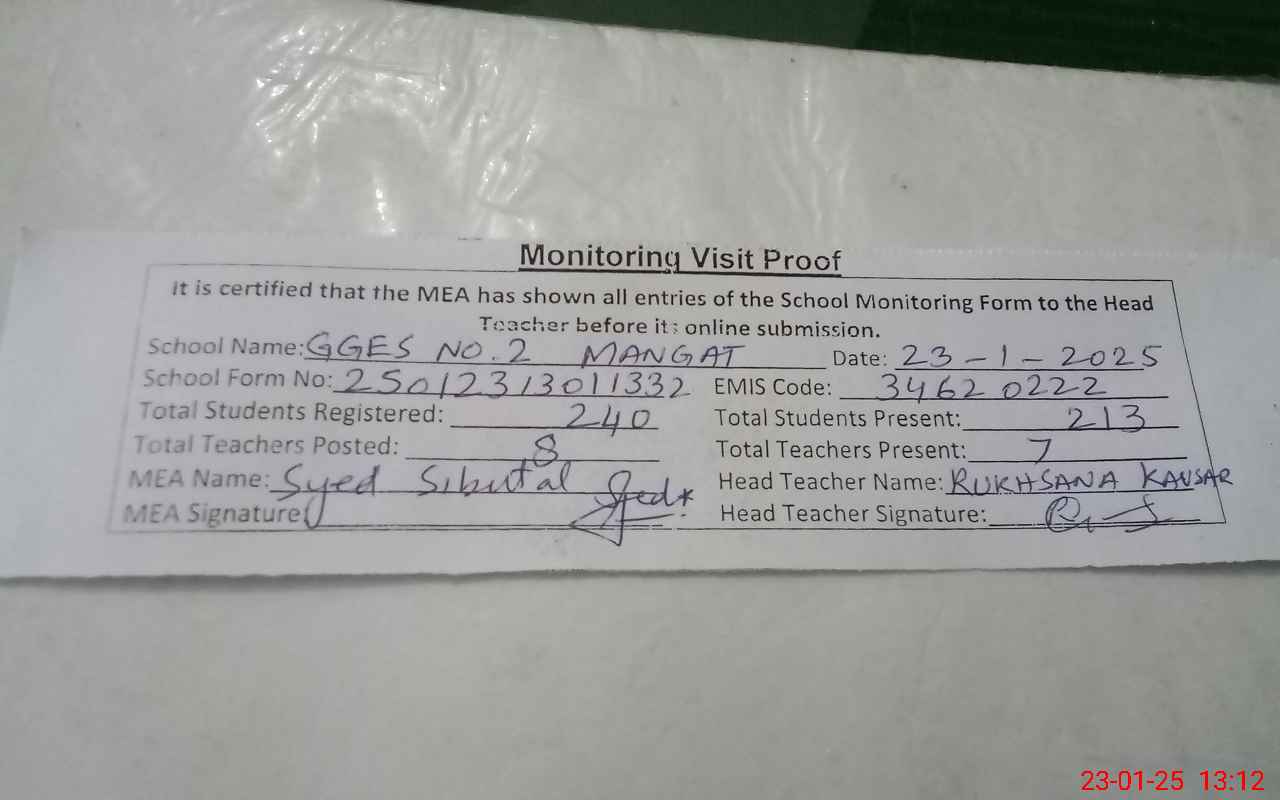 Monitoring Visit Proof
It is certified that the MEA has shown all entries of the School Monitoring Form to the Head
Teacher before its online submission.
School Name: GGES NO.2 MANGAT Date: 23-1-2025
School Form No: 25012313011332 EMIS Code: 34620222
Total Students Registered: 240 Total Students Present: 213
Total Teachers Posted: 8 Total Teachers Present: 7
MEA Name: Syed Sibutal Head Teacher Name: RUKHSANA KAUSAR
MEA Signature Head Teacher Signature:
23-01-25 13:12